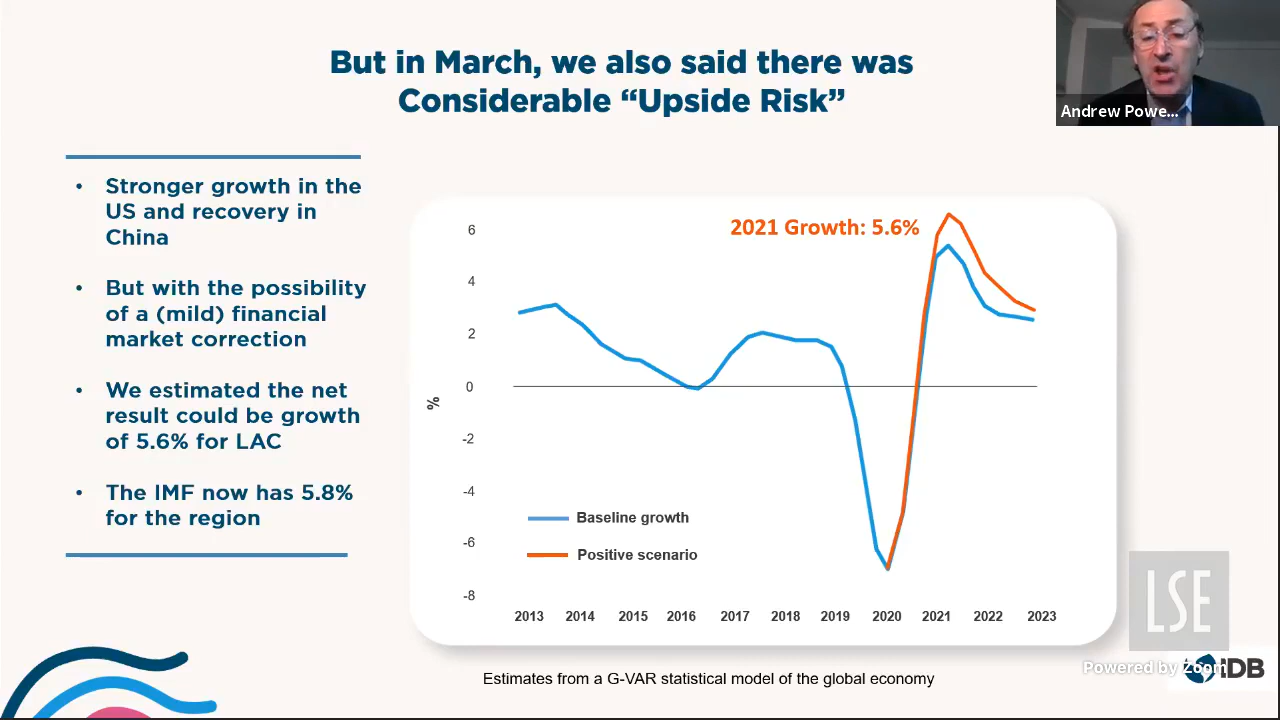 But in March, we also said there was
Considerable “Upside Risk”
Andrew Powe...
• Stronger growth in the
US and recovery in
China
• But with the possibility
of a (mild) financial
market correction
• We estimated the net
result could be growth
of 5.6% for LAC
• The IMF now has 5.8%
for the region
2021 Growth: 5.6%
6
4
2
0
%
-2
-4
-6
-8
Baseline growth
Positive scenario
2013 2014 2015 2016 2017 2018 2019 2020 2021 2022 2023
Estimates from a G-VAR statistical model of the global economy
LSE
Powered by Zoom
IDB